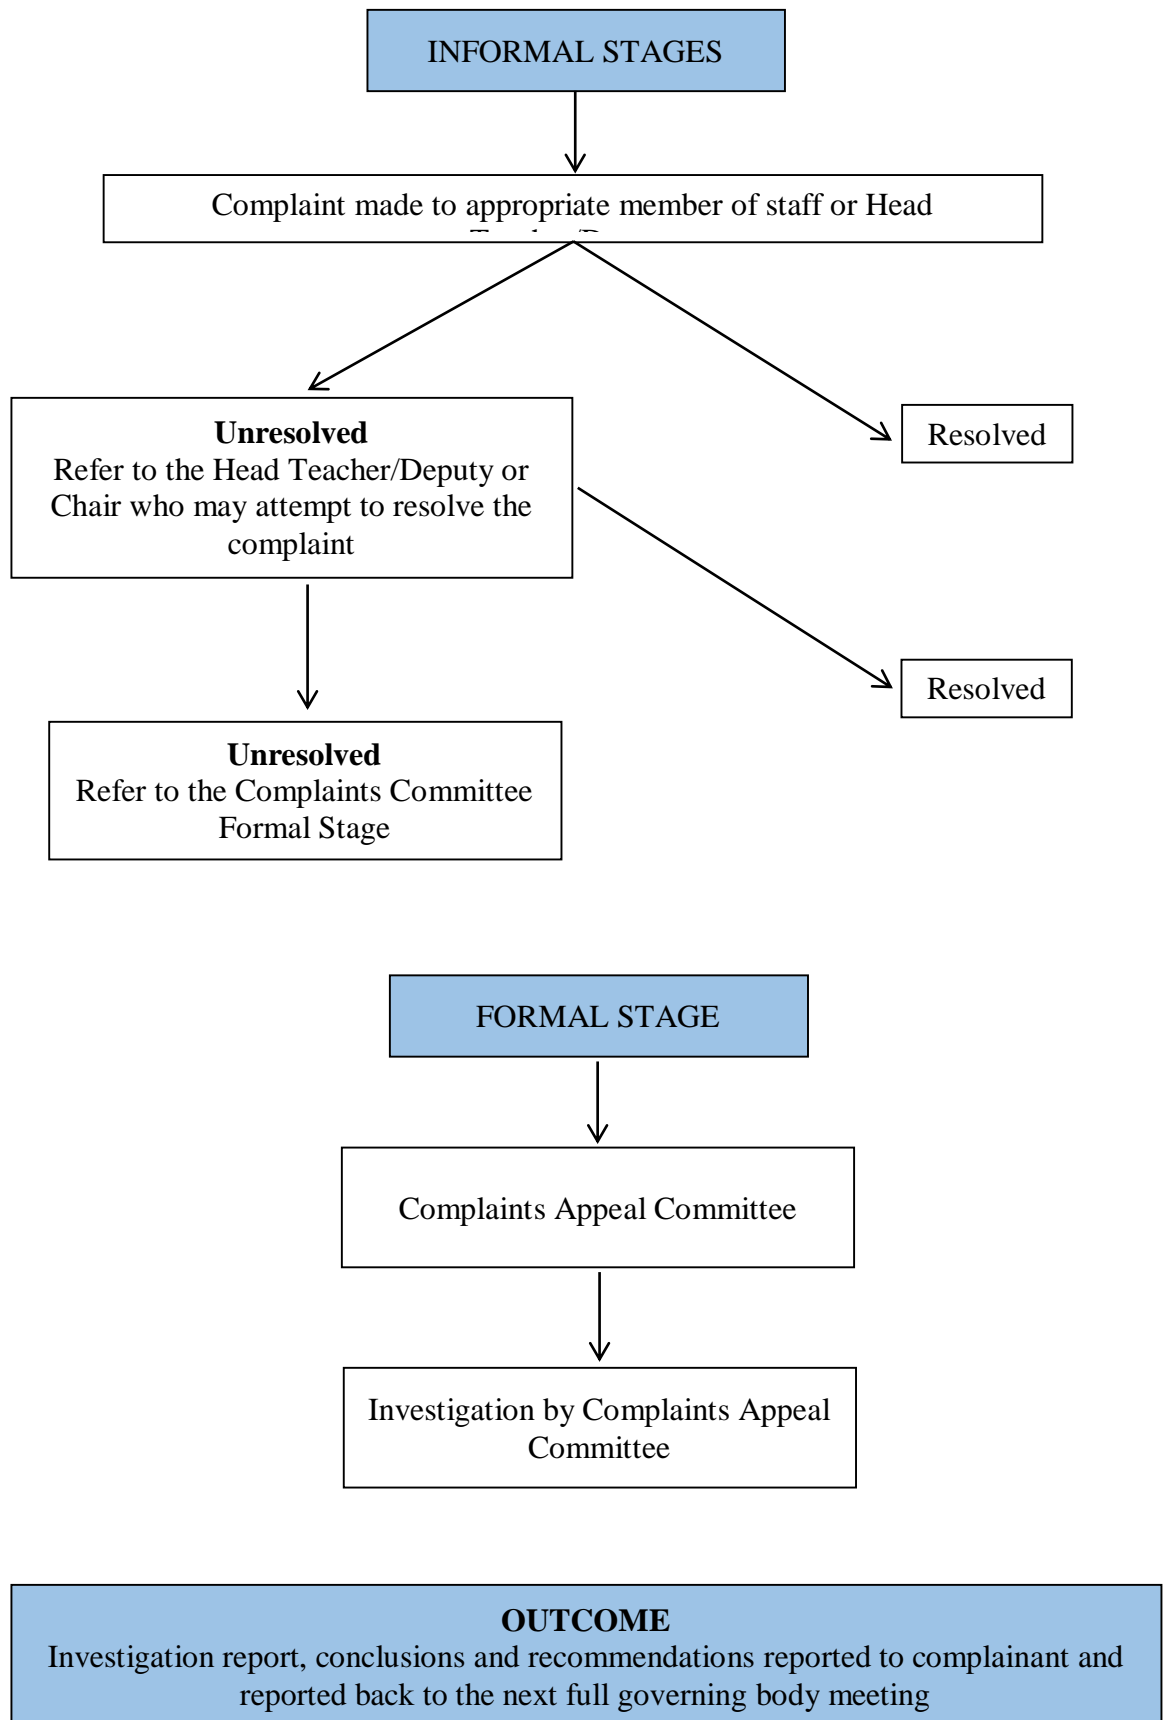 INFORMAL STAGES
Complaint made to appropriate member of staff or Head
Unresolved
Refer to the Head Teacher/Deputy or
Chair who may attempt to resolve the
complaint
Resolved
Resolved
Unresolved
Refer to the Complaints Committee
Formal Stage
FORMAL STAGE
Complaints Appeal Committee
Investigation by Complaints Appeal
Committee
OUTCOME
Investigation report, conclusions and recommendations reported to complainant and
reported back to the next full governing body meeting